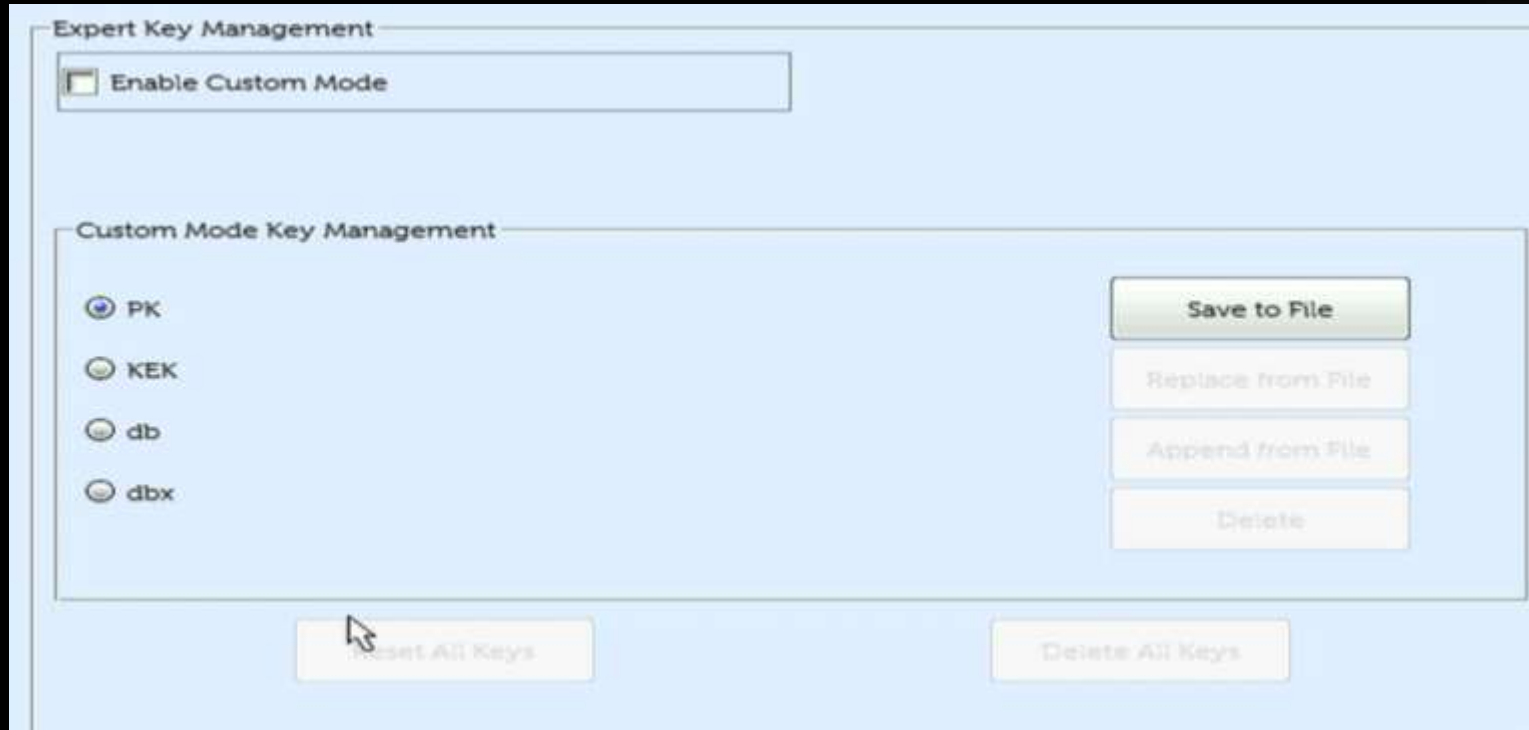 Expert Key Management
Enable Custom Mode
Custom Mode Key Management
PK
Save to File
KEK
Replace from File
db
Append from File
dbx
Delete
Reset All Keys
Delete All Keys